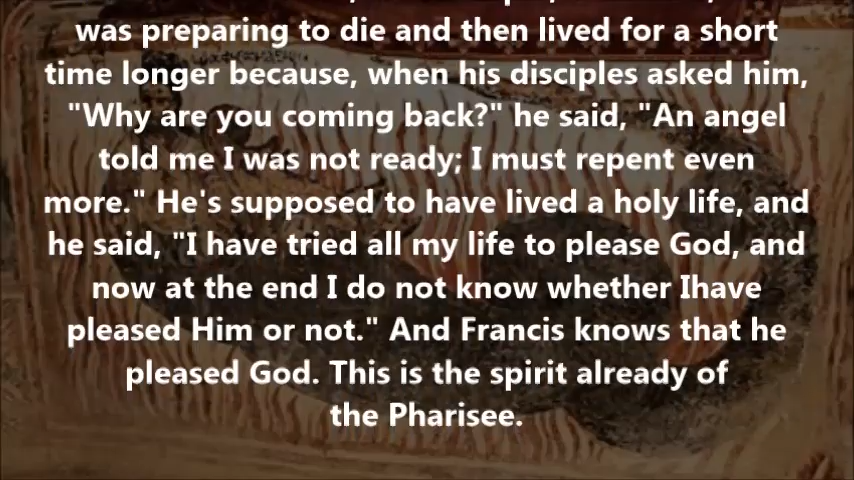 was preparing to die and then lived for a short
time longer because, when his disciples asked him,
"Why are you coming back?" he said, "An angel
told me I was not ready; I must repent even
more." He's supposed to have lived a holy life, and
he said, "I have tried all my life to please God, and
now at the end I do not know whether Ihave
pleased Him or not." And Francis knows that he
pleased God. This is the spirit already of
the Pharisee.